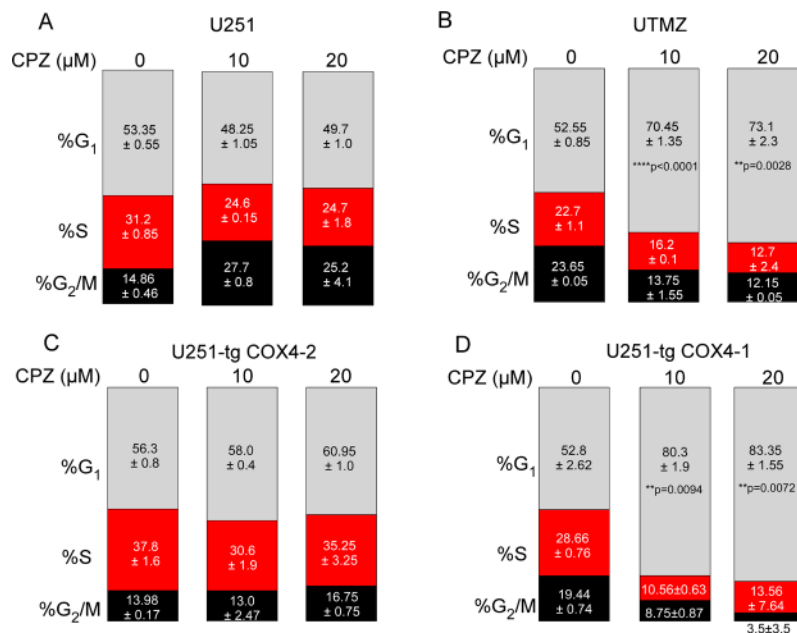 A
U251
CPZ (µM) 0 10 20
%G1
53.35
± 0.55
48.25
± 1.05
49.7
± 1.0
%S
31.2
± 0.85
24.6
± 0.15
24.7
± 1.8
%G2/M
14.86
± 0.46
27.7
± 0.8
25.2
± 4.1
B
UTMZ
CPZ (µM) 0 10 20
%G1
52.55
± 0.85
70.45
± 1.35
****p<0.0001
73.1
± 2.3
**p=0.0028
%S
22.7
± 1.1
16.2
± 0.1
12.7
± 2.4
%G2/M
23.65
± 0.05
13.75
± 1.55
12.15
± 0.05
C
U251-tg COX4-2
CPZ (µM) 0 10 20
%G1
56.3
± 0.8
58.0
± 0.4
60.95
± 1.0
%S
37.8
± 1.6
30.6
± 1.9
35.25
± 3.25
%G2/M
13.98
± 0.17
13.0
± 2.47
16.75
± 0.75
D
U251-tg COX4-1
CPZ (µM) 0 10 20
%G1
52.8
± 2.62
80.3
± 1.9
**p=0.0094
83.35
± 1.55
**p=0.0072
%S
28.66
± 0.76
10.56±0.63
13.56
± 7.64
%G2/M
19.44
± 0.74
8.75±0.87
3.5±3.5